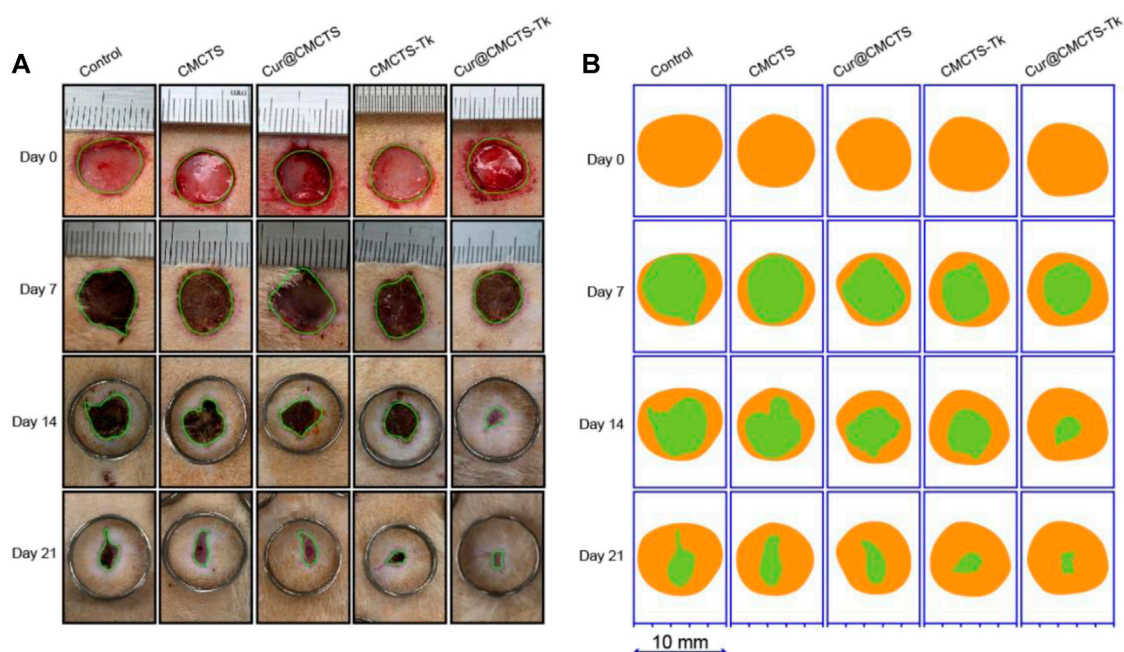 A
Control
CMCTS
Cur@CMCTS
CMCTS-Tk
Cur@CMCTS-Tk
Day 0
Day 7
Day 14
Day 21
B
Control
CMCTS
Cur@CMCTS
CMCTS-Tk
Cur@CMCTS-Tk
Day 0
Day 7
Day 14
Day 21
10 mm